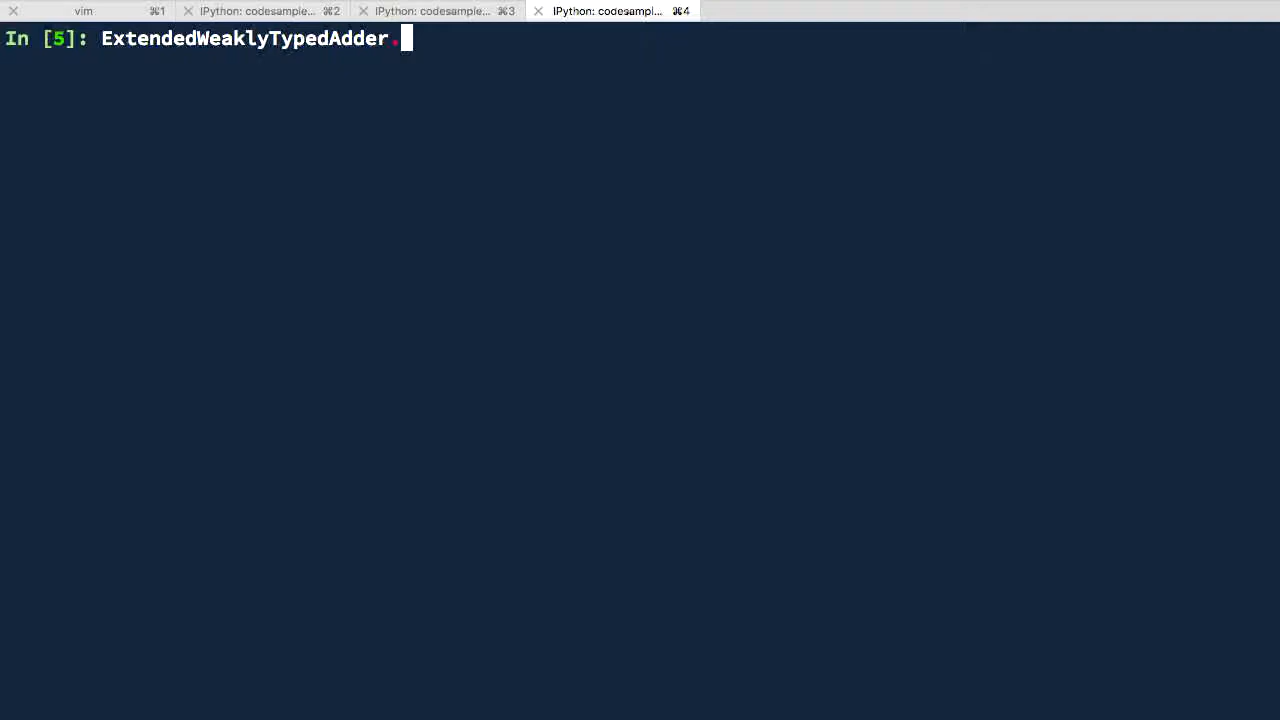 vim ⌘1 IPython: codesample... ⌘2 IPython: codesample... ⌘3 IPython: codesampl... ⌘4
In [5]: ExtendedWeaklyTypedAdder.